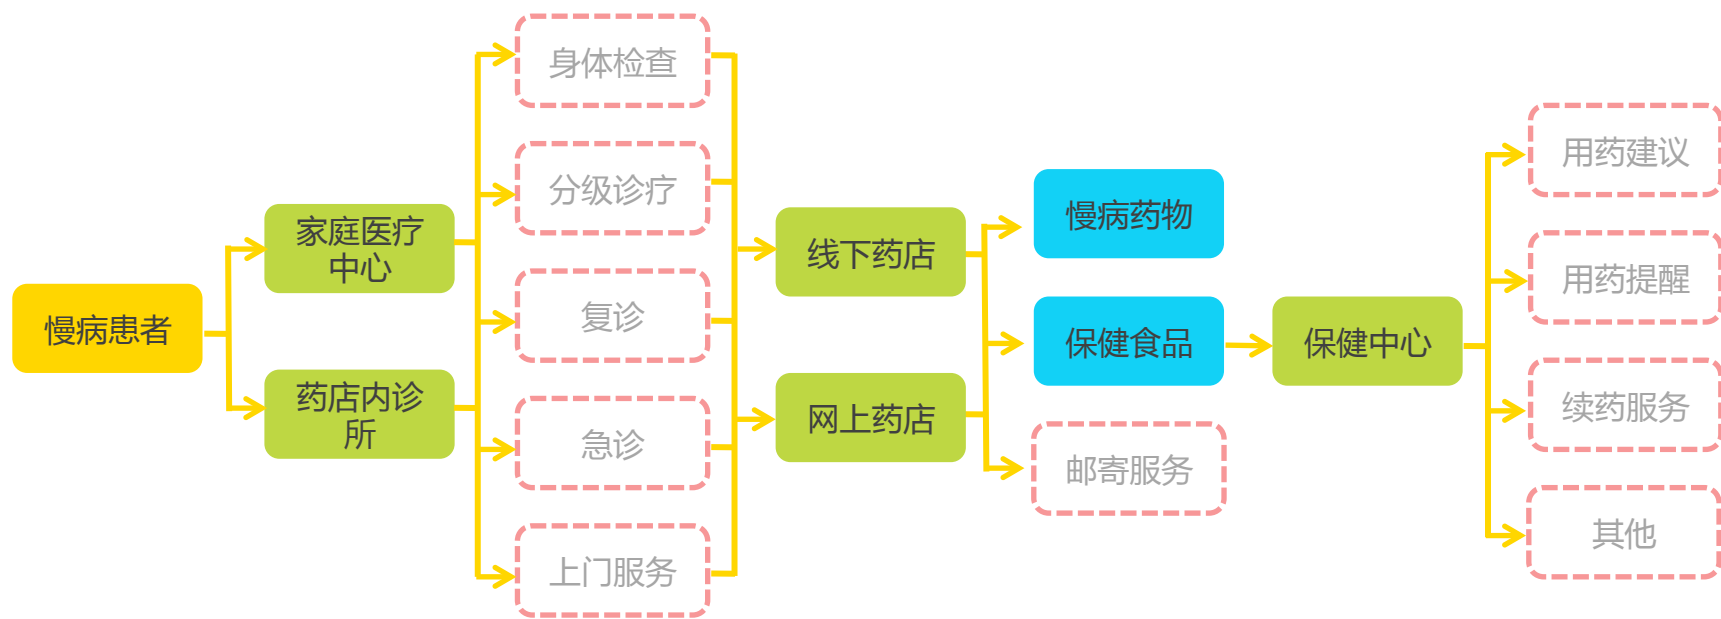 慢病患者
家庭医疗
中心
药店内诊
所
身体检查
分级诊疗
复诊
急诊
上门服务
线下药店
网上药店
慢病药物
保健食品
邮寄服务
保健中心
用药建议
用药提醒
续药服务
其他